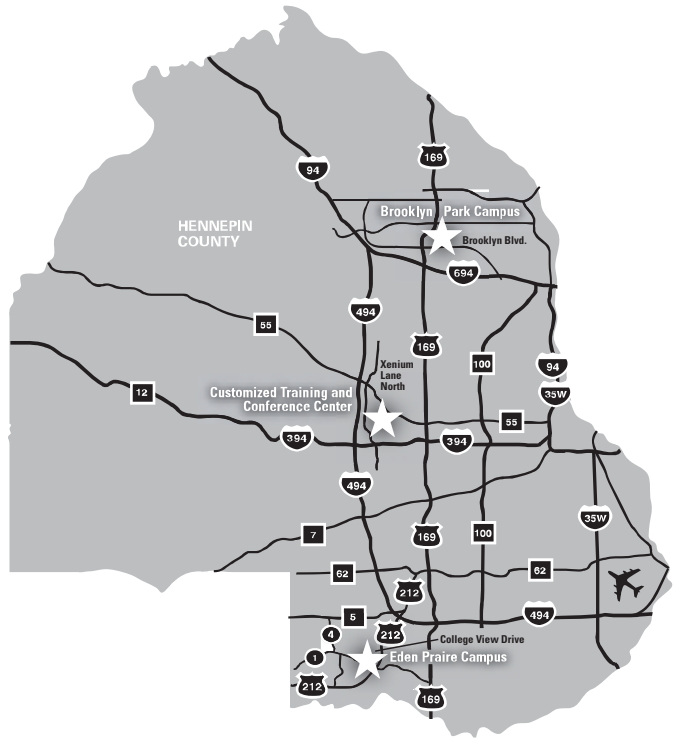 94
169
Brooklyn Park Campus
HENNEPIN
COUNTY
Brooklyn Blvd.
694
494
55
169
Xenium
Lane
North
100
94
12
Customized Training and
Conference Center
35W
55
394
394
494
35W
7
169
100
62
62
212
5
494
4
212
College View Drive
1
Eden Praire Campus
212
169